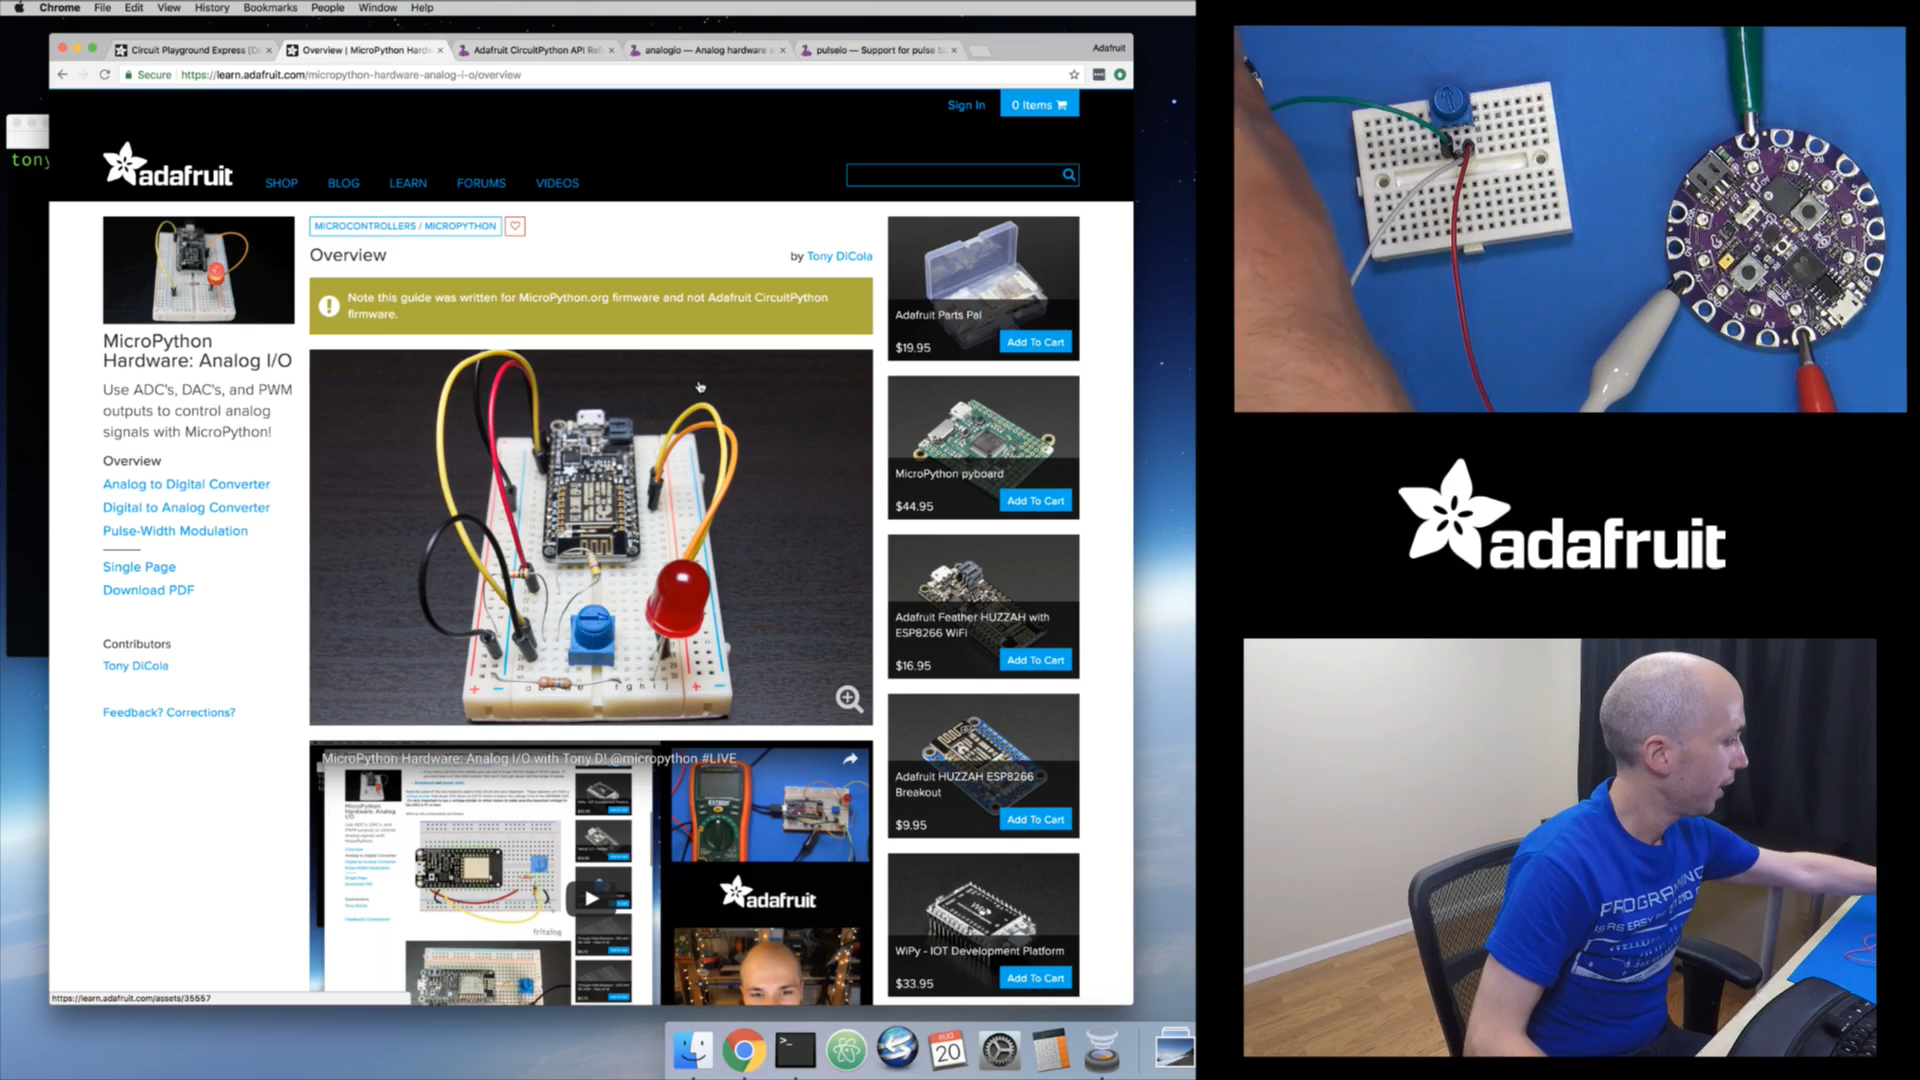 Chrome File Edit View History Bookmarks People Window Help
Circuit Playground Express [D
Overview | MicroPython Hardw
Adafruit CircuitPython API Ref
analogio — Analog hardware s
pulseio — Support for pulse b
Adafruit
Secure https://learn.adafruit.com/micropython-hardware-analog-i-o/overview
Sign In
0 Items
tony
adafruit
SHOP BLOG LEARN FORUMS VIDEOS
MICROCONTROLLERS / MICROPYTHON
Overview
by Tony DiCola
Note this guide was written for MicroPython.org firmware and not Adafruit CircuitPython
firmware.
MicroPython
Hardware: Analog I/O
Use ADC's, DAC's, and PWM
outputs to control analog
signals with MicroPython!
Overview
Analog to Digital Converter
Digital to Analog Converter
Pulse-Width Modulation
Single Page
Download PDF
Contributors
Tony DiCola
Feedback? Corrections?
MicroPython Hardware: Analog I/O with Tony D! @micropython #LIVE
fritzing
adafruit
Adafruit Parts Pal
$19.95
Add To Cart
MicroPython pyboard
$44.95
Add To Cart
Adafruit Feather HUZZAH with
ESP8266 WiFi
$16.95
Add To Cart
Adafruit HUZZAH ESP8266
Breakout
$9.95
Add To Cart
WiPy - IOT Development Platform
$33.95
Add To Cart
https://learn.adafruit.com/assets/35557
AUG
20
adafruit
PROGRAMMING
IS AS EASY AS